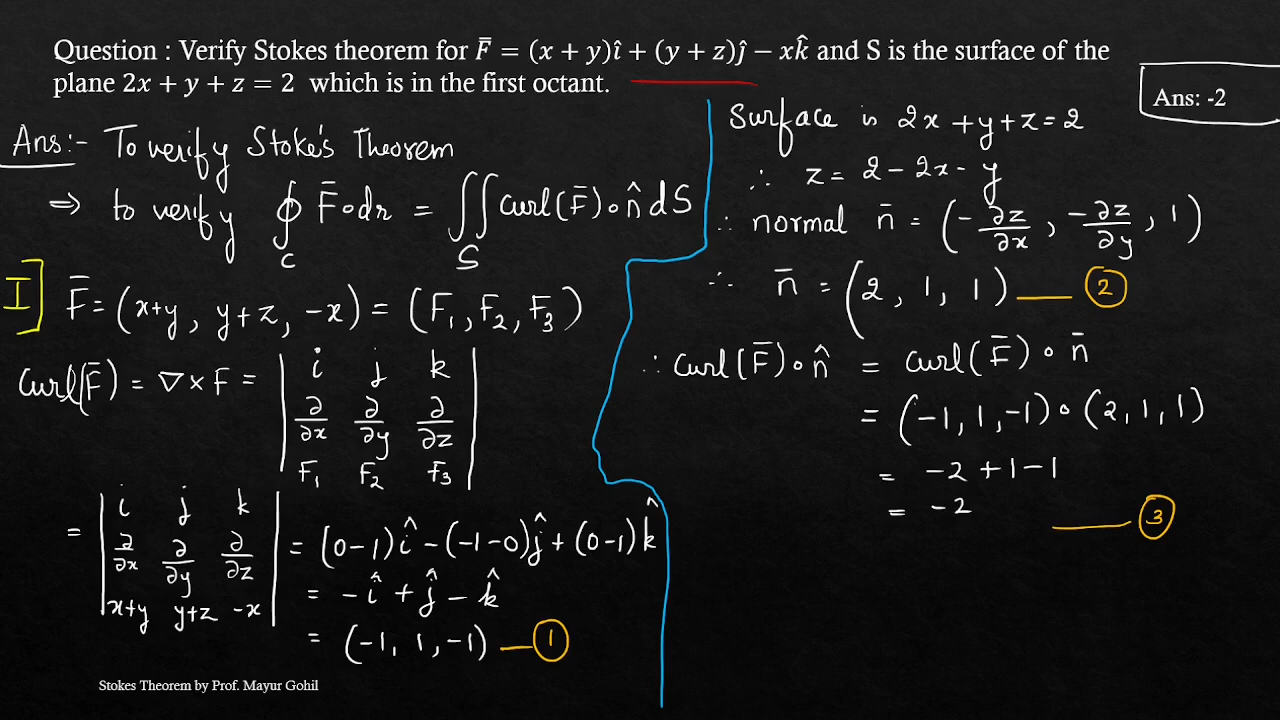 Question : Verify Stokes theorem for F̄ = (x + y)î + (y + z)ĵ − xk̂ and S is the surface of the
plane 2x + y + z = 2 which is in the first octant.
Ans: -2
Ans:- To verify Stoke's Theorem
⇒ to verify ∮_C F̄∘dr = ∬_S curl(F̄)∘n̂ dS
I] F̄ = (x+y, y+z, -x) = (F₁, F₂, F₃)
curl(F̄) = ∇×F = | i j k |
| ∂/∂x ∂/∂y ∂/∂z |
| F₁ F₂ F₃ |
= | i j k |
| ∂/∂x ∂/∂y ∂/∂z |
| x+y y+z -x |
= (0-1)î - (-1-0)ĵ + (0-1)k̂
= -î + ĵ - k̂
= (-1, 1, -1) — ①
Surface is 2x + y + z = 2
∴ z = 2 - 2x - y
∴ normal n̄ = (-∂z/∂x, -∂z/∂y, 1)
∴ n̄ = (2, 1, 1) — ②
∴ curl(F̄)∘n̂ = curl(F̄)∘n̄
= (-1, 1, -1)∘(2, 1, 1)
= -2 + 1 - 1
= -2 — ③
Stokes Theorem by Prof. Mayur Gohil